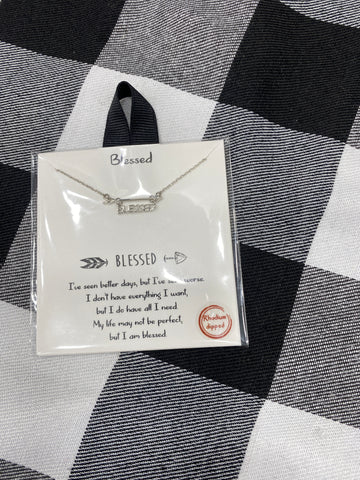 Blessed
BLESSED
BLESSED
I've seen better days, but I've seen worse.
I don't have everything I want,
but I do have all I need.
My life may not be perfect,
but I am blessed.
Rhodium
dipped